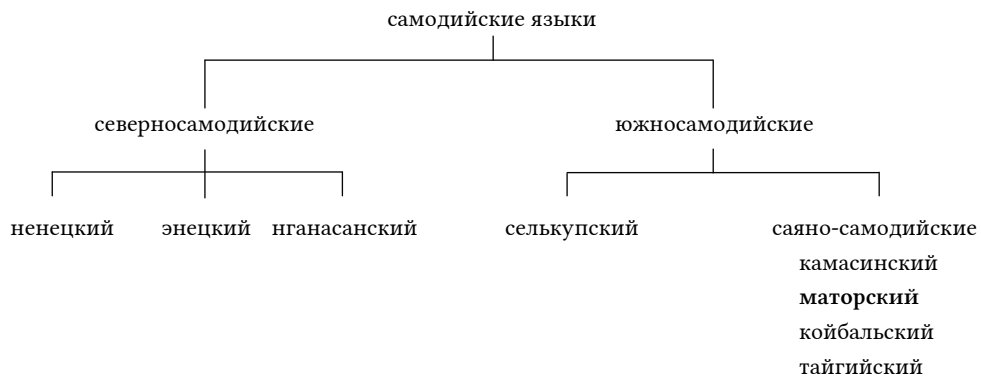 самодийские языки
северносамодийские южносамодийские
ненецкий энецкий нганасанский селькупский саяно-самодийские
камасинский
маторский
койбальский
тайгийский